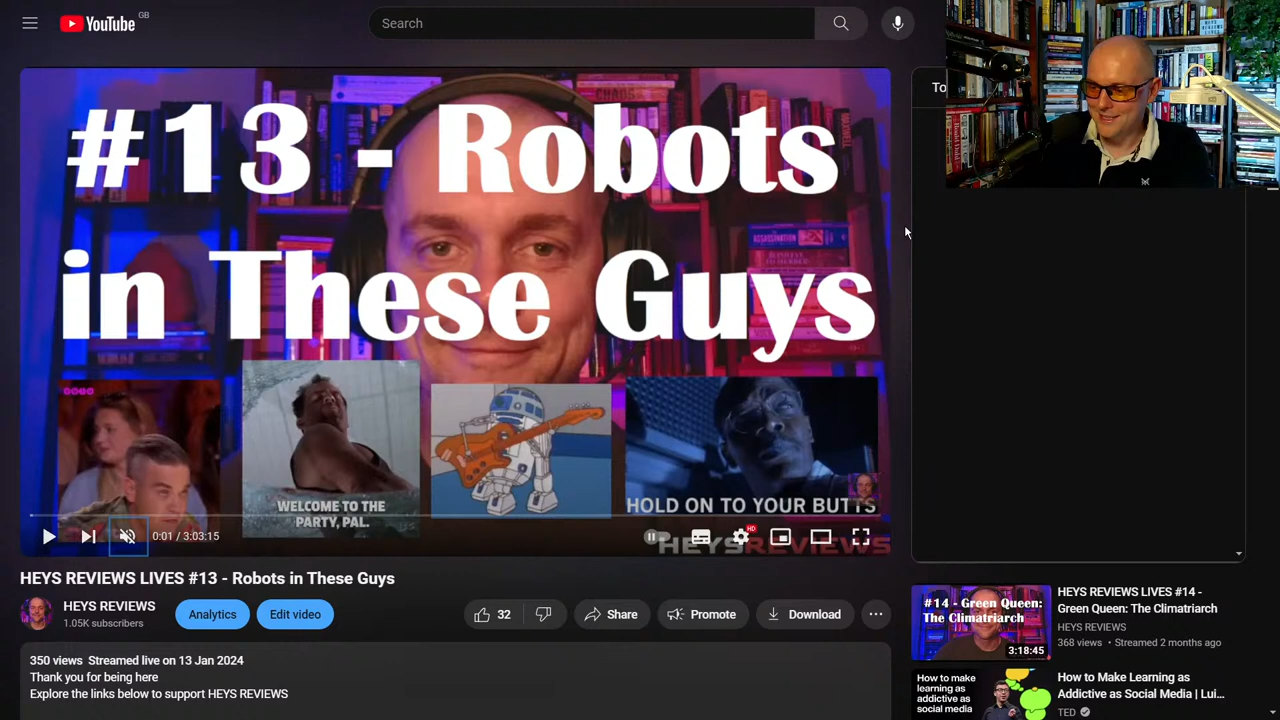 YouTube
GB
Search
To
#13 - Robots
in These Guys
WELCOME TO THE
PARTY, PAL.
HOLD ON TO YOUR BUTTS
0:01 / 3:03:15
HD
HEYSREVIEWS
HEYS REVIEWS LIVES #13 - Robots in These Guys
HEYS REVIEWS
1.05K subscribers
Analytics
Edit video
32
Share
Promote
Download
350 views Streamed live on 13 Jan 2024
Thank you for being here
Explore the links below to support HEYS REVIEWS
#14 - Green Queen:
The Climatriarch
3:18:45
HEYS REVIEWS LIVES #14 -
Green Queen: The Climatriarch
HEYS REVIEWS
368 views • Streamed 2 months ago
How to make
learning as
addictive as
social media
How to Make Learning as
Addictive as Social Media | Lui...
TED